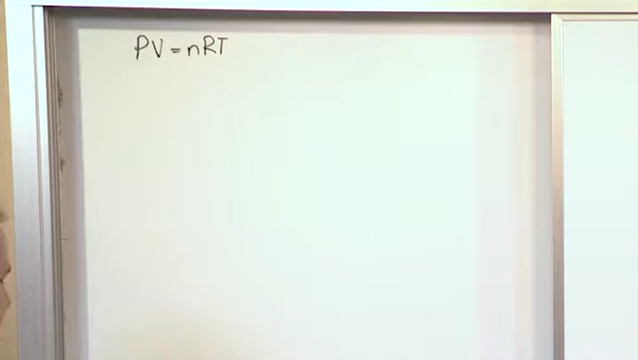 PV = nRT